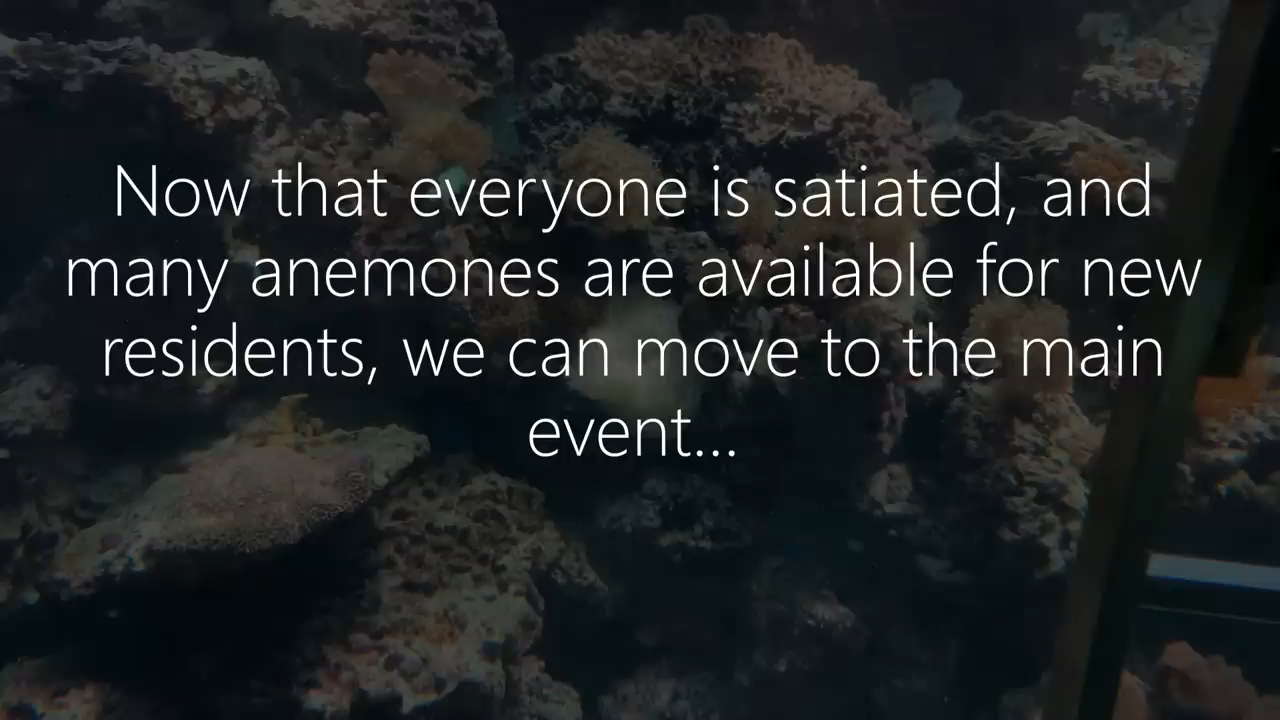 Now that everyone is satiated, and
many anemones are available for new
residents, we can move to the main
event...